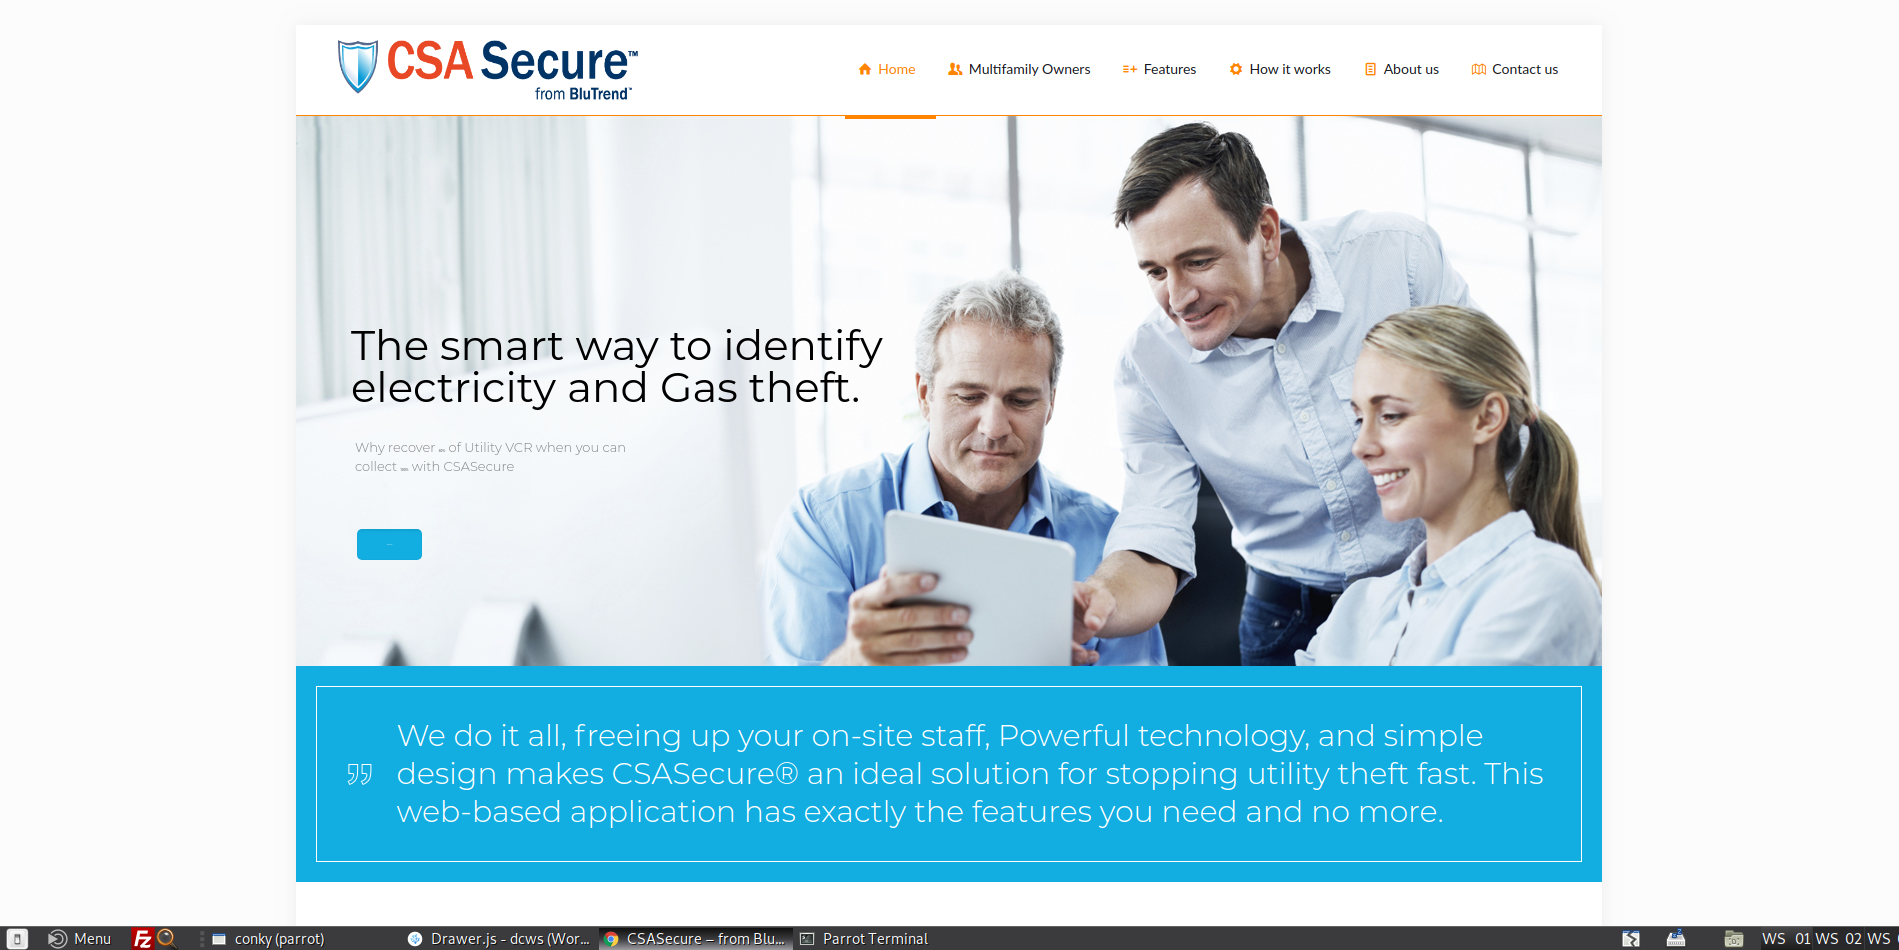 CSA Secure™
from BluTrend™
Home
Multifamily Owners
Features
How it works
About us
Contact us
The smart way to identify
electricity and Gas theft.
Why recover of Utility VCR when you can
collect with CSASecure
We do it all, freeing up your on-site staff, Powerful technology, and simple
design makes CSASecure® an ideal solution for stopping utility theft fast. This
web-based application has exactly the features you need and no more.
Menu
Fz
conky (parrot)
Drawer.js - dcws (Wor...
CSASecure – from Blu...
Parrot Terminal
WS 01 WS 02 WS